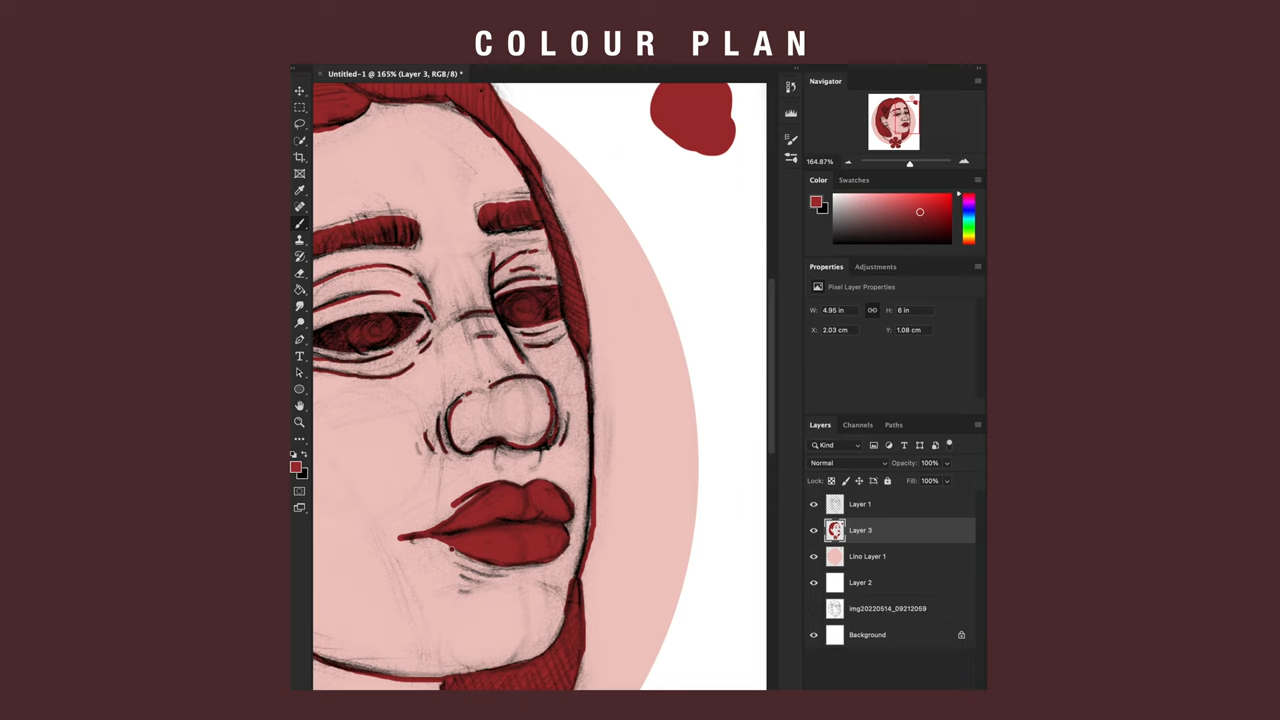 COLOUR PLAN
Untitled-1 @ 165% (Layer 3, RGB/8) *
Navigator
164.87%
Color Swatches
Properties Adjustments
Pixel Layer Properties
W: 4.95 in H: 6 in
X: 2.03 cm Y: 1.08 cm
Layers Channels Paths
Kind
Normal Opacity: 100%
Lock: Fill: 100%
Layer 1
Layer 3
Lino Layer 1
Layer 2
img20220514_09212059
Background